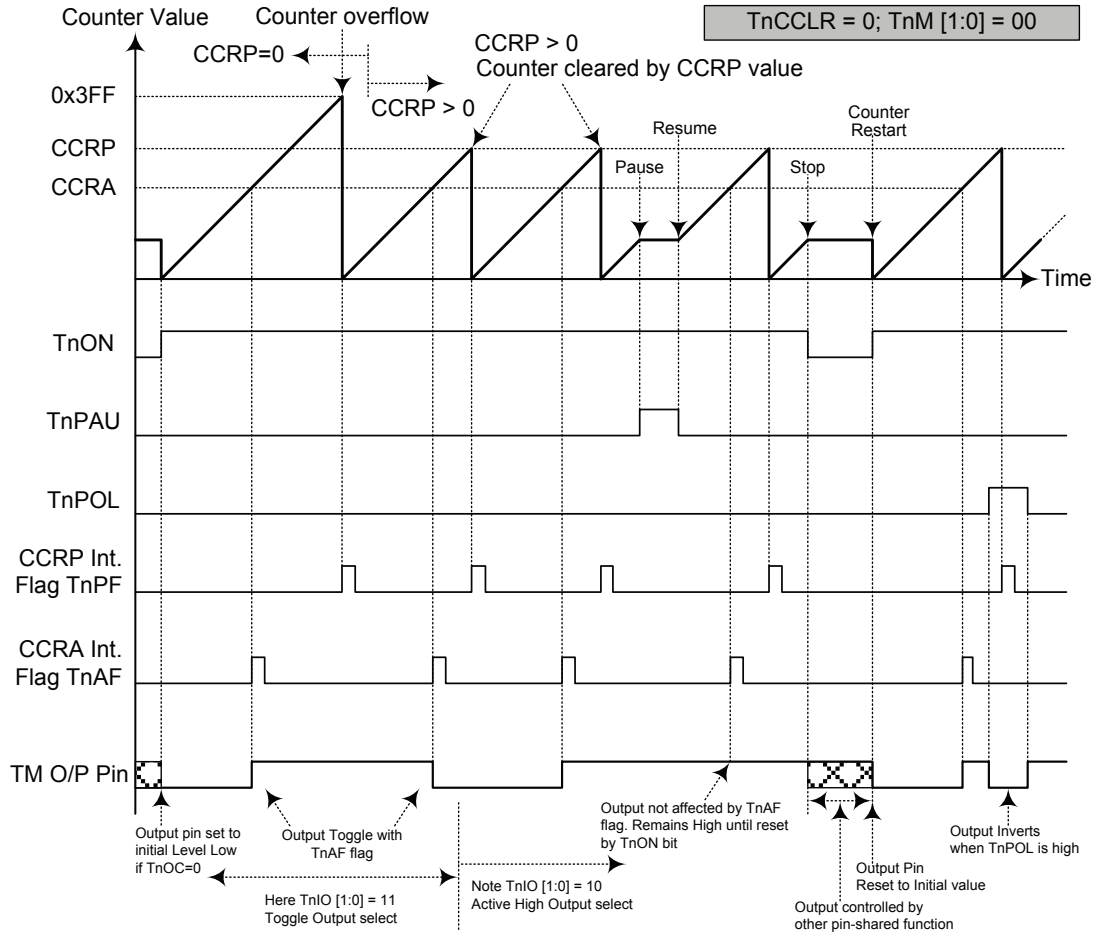 Counter Value
Counter overflow
TnCCLR = 0; TnM [1:0] = 00
CCRP=0
CCRP > 0
CCRP > 0
Counter cleared by CCRP value
0x3FF
CCRP
CCRA
Pause
Resume
Stop
Counter
Restart
Time
TnON
TnPAU
TnPOL
CCRP Int.
Flag TnPF
CCRA Int.
Flag TnAF
TM O/P Pin
Output pin set to
initial Level Low
if TnOC=0
Output Toggle with
TnAF flag
Output not affected by TnAF
flag. Remains High until reset
by TnON bit
Output Inverts
when TnPOL is high
Output Pin
Reset to Initial value
Here TnIO [1:0] = 11
Toggle Output select
Note TnIO [1:0] = 10
Active High Output select
Output controlled by
other pin-shared function